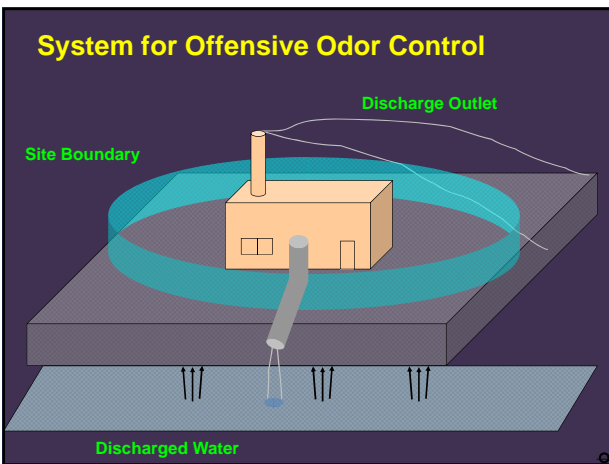 System for Offensive Odor Control
Discharge Outlet
Site Boundary
Discharged Water